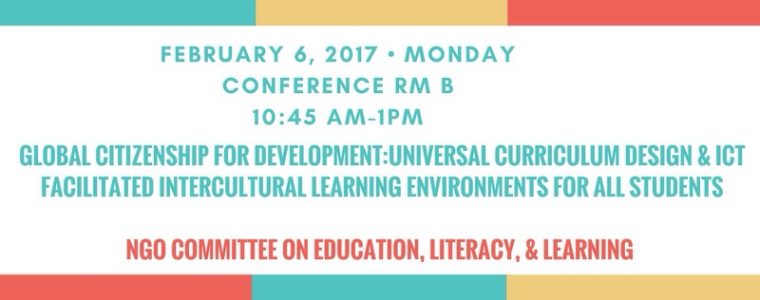 FEBRUARY 6, 2017 • MONDAY
CONFERENCE RM B
10:45 AM-1PM
GLOBAL CITIZENSHIP FOR DEVELOPMENT:UNIVERSAL CURRICULUM DESIGN & ICT
FACILITATED INTERCULTURAL LEARNING ENVIRONMENTS FOR ALL STUDENTS
NGO COMMITTEE ON EDUCATION, LITERACY, & LEARNING